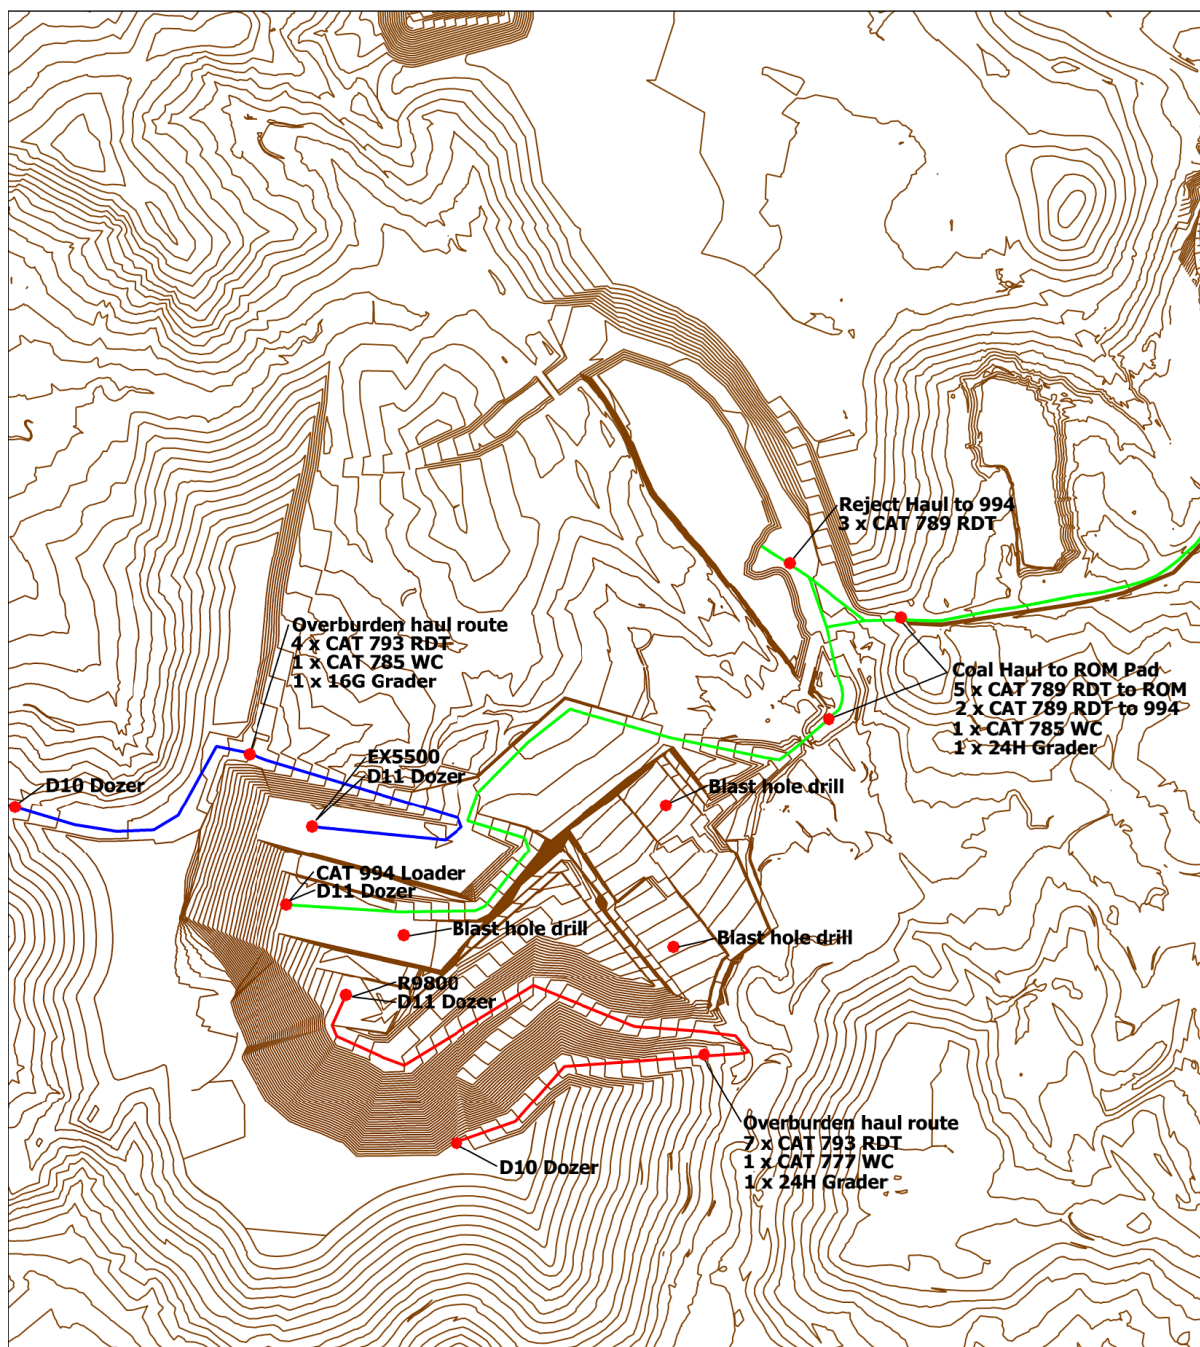 Reject Haul to 994
3 x CAT 789 RDT
Overburden haul route
4 x CAT 793 RDT
1 x CAT 785 WC
1 x 16G Grader
Coal Haul to ROM Pad
5 x CAT 789 RDT to ROM
2 x CAT 789 RDT to 994
1 x CAT 785 WC
1 x 24H Grader
EX5500
D11 Dozer
D10 Dozer
Blast hole drill
CAT 994 Loader
D11 Dozer
Blast hole drill
Blast hole drill
R9800
D11 Dozer
Overburden haul route
7 x CAT 793 RDT
1 x CAT 777 WC
1 x 24H Grader
D10 Dozer